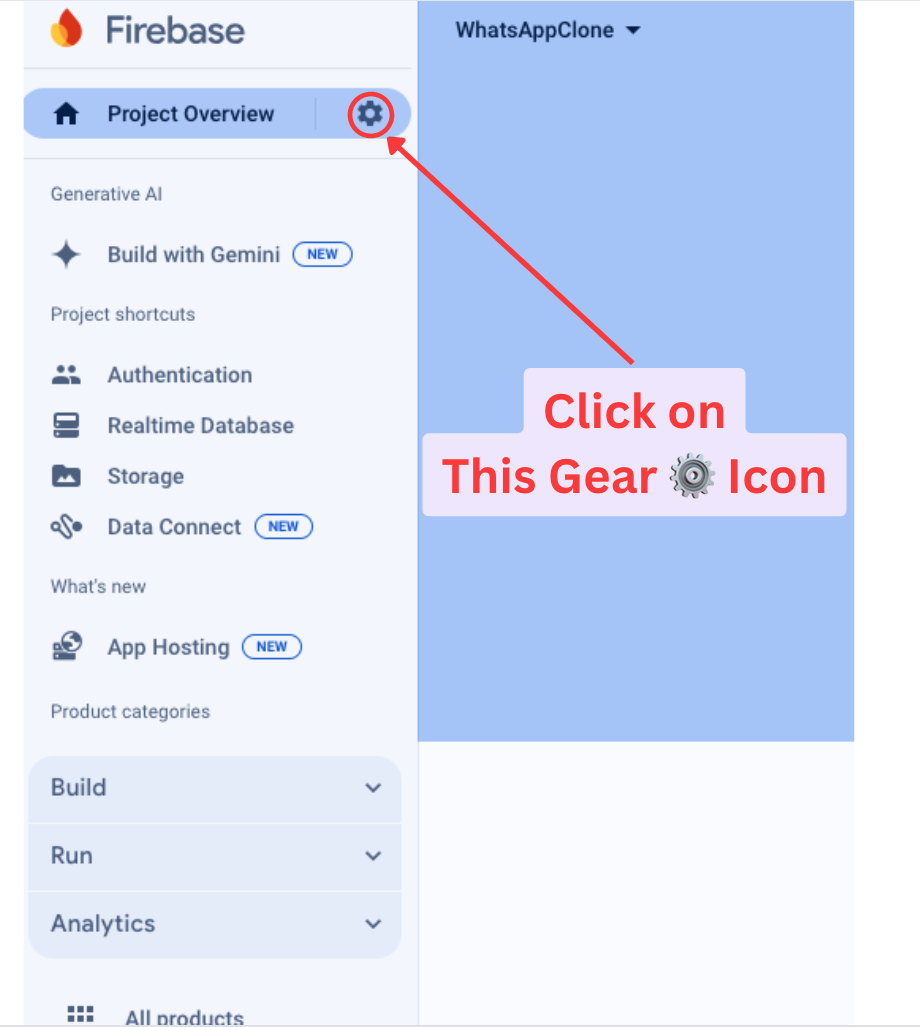 Firebase
WhatsAppClone
Project Overview
Generative AI
Build with Gemini NEW
Project shortcuts
Authentication
Realtime Database
Storage
Data Connect NEW
What's new
App Hosting NEW
Product categories
Build
Run
Analytics
All products
Click on
This Gear ⚙️ Icon